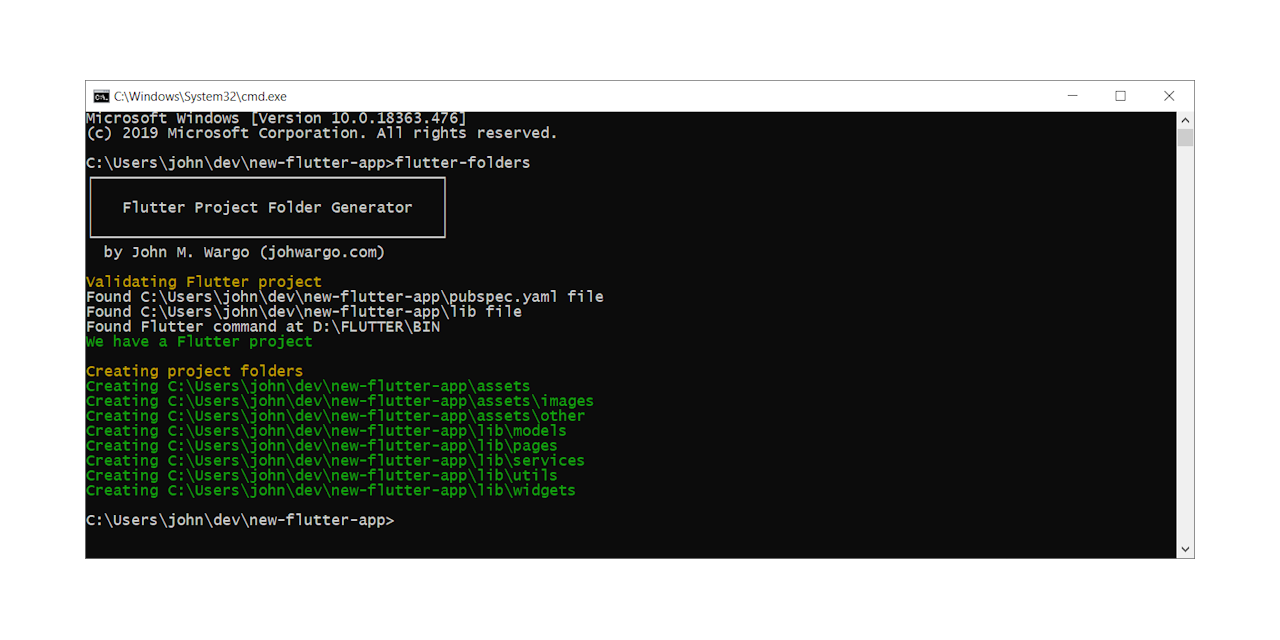 C:\Windows\System32\cmd.exe
Microsoft Windows [Version 10.0.18363.476]
(c) 2019 Microsoft Corporation. All rights reserved.
C:\Users\john\dev\new-flutter-app>flutter-folders
Flutter Project Folder Generator
by John M. Wargo (johwargo.com)
Validating Flutter project
Found C:\Users\john\dev\new-flutter-app\pubspec.yaml file
Found C:\Users\john\dev\new-flutter-app\lib file
Found Flutter command at D:\FLUTTER\BIN
We have a Flutter project
Creating project folders
Creating C:\Users\john\dev\new-flutter-app\assets
Creating C:\Users\john\dev\new-flutter-app\assets\images
Creating C:\Users\john\dev\new-flutter-app\assets\other
Creating C:\Users\john\dev\new-flutter-app\lib\models
Creating C:\Users\john\dev\new-flutter-app\lib\pages
Creating C:\Users\john\dev\new-flutter-app\lib\services
Creating C:\Users\john\dev\new-flutter-app\lib\utils
Creating C:\Users\john\dev\new-flutter-app\lib\widgets
C:\Users\john\dev\new-flutter-app>